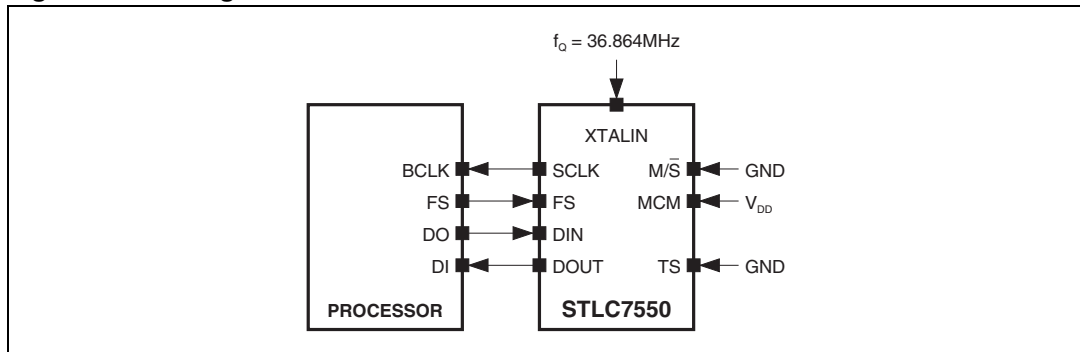 f_Q = 36.864MHz
XTALIN
BCLK SCLK M/S̅ GND
FS FS MCM V_DD
DO DIN
DI DOUT TS GND
PROCESSOR STLC7550